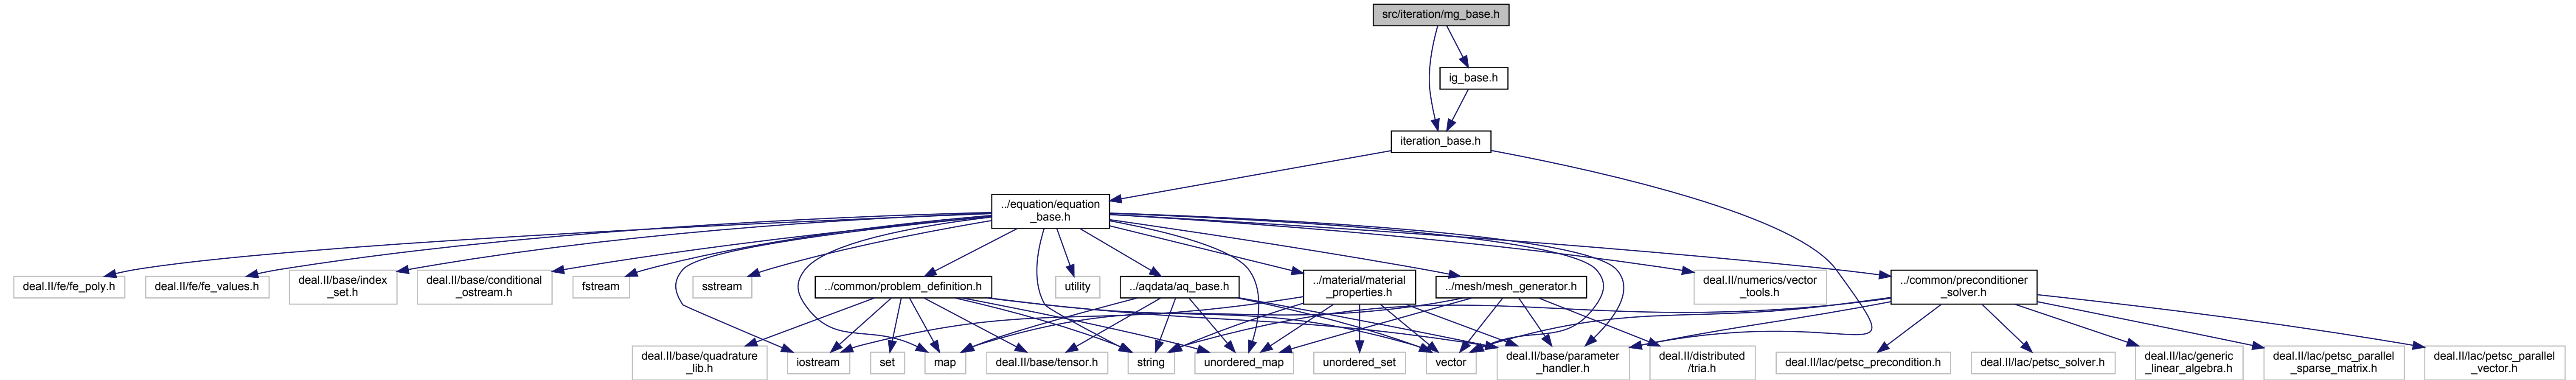 src/iteration/mg_base.h
ig_base.h
iteration_base.h
../equation/equation
_base.h
deal.II/fe/fe_poly.h
deal.II/fe/fe_values.h
deal.II/base/index
_set.h
deal.II/base/conditional
_ostream.h
fstream
sstream
../common/problem_definition.h
utility
../aqdata/aq_base.h
../material/material
_properties.h
../mesh/mesh_generator.h
deal.II/numerics/vector
_tools.h
../common/preconditioner
_solver.h
deal.II/base/quadrature
_lib.h
iostream
set
map
deal.II/base/tensor.h
string
unordered_map
unordered_set
vector
deal.II/base/parameter
_handler.h
deal.II/distributed
/tria.h
deal.II/lac/petsc_precondition.h
deal.II/lac/petsc_solver.h
deal.II/lac/generic
_linear_algebra.h
deal.II/lac/petsc_parallel
_sparse_matrix.h
deal.II/lac/petsc_parallel
_vector.h